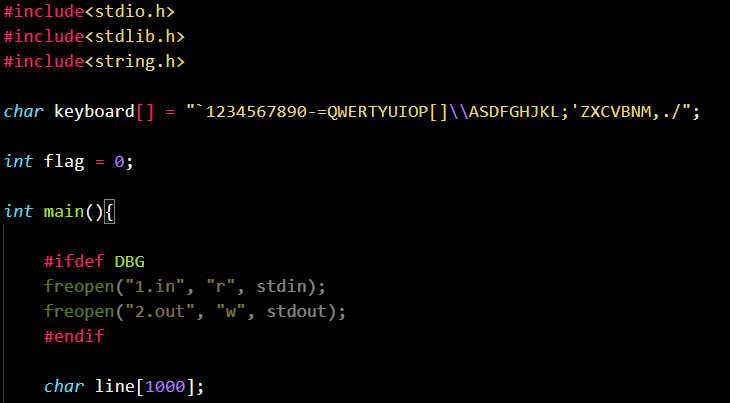 #include<stdio.h>
#include<stdlib.h>
#include<string.h>
char keyboard[] = "`1234567890-=QWERTYUIOP[]\\ASDFGHJKL;'ZXCVBNM,./";
int flag = 0;
int main(){
#ifdef DBG
freopen("1.in", "r", stdin);
freopen("2.out", "w", stdout);
#endif
char line[1000];